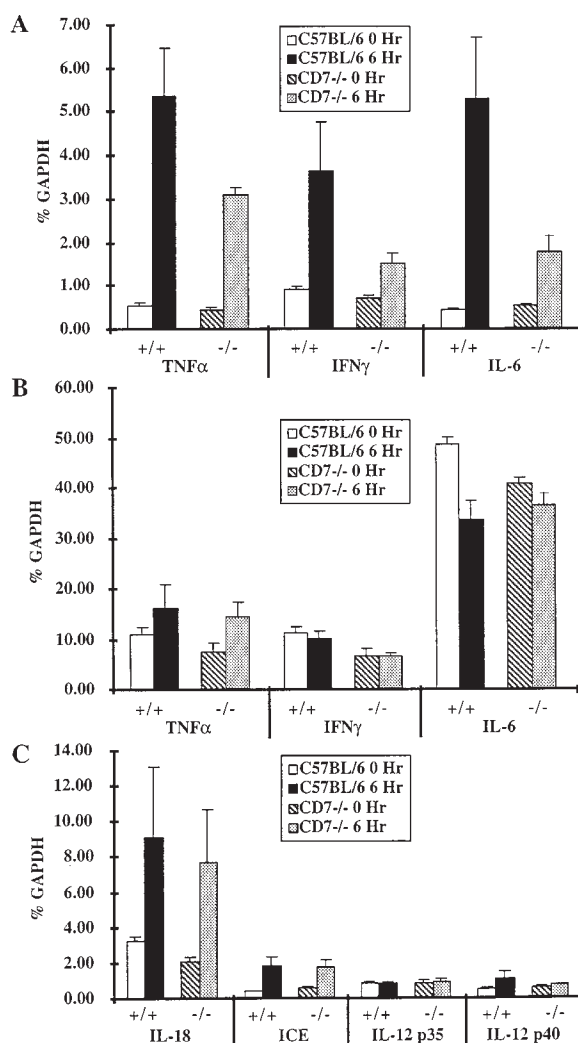 A
C57BL/6 0 Hr
C57BL/6 6 Hr
CD7-/- 0 Hr
CD7-/- 6 Hr
% GAPDH
7.00
6.00
5.00
4.00
3.00
2.00
1.00
0.00
+/+ -/- +/+ -/- +/+ -/-
TNFα IFNγ IL-6
B
C57BL/6 0 Hr
C57BL/6 6 Hr
CD7-/- 0 Hr
CD7-/- 6 Hr
% GAPDH
60.00
50.00
40.00
30.00
20.00
10.00
0.00
+/+ -/- +/+ -/- +/+ -/-
TNFα IFNγ IL-6
C
C57BL/6 0 Hr
C57BL/6 6 Hr
CD7-/- 0 Hr
CD7-/- 6 Hr
% GAPDH
14.00
12.00
10.00
8.00
6.00
4.00
2.00
0.00
+/+ -/- +/+ -/- +/+ -/- +/+ -/-
IL-18 ICE IL-12 p35 IL-12 p40